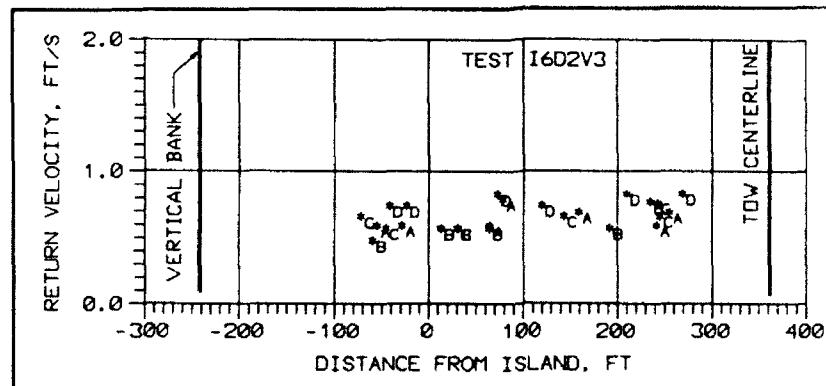 2.0
TEST I6D2V3
RETURN VELOCITY, FT/S
VERTICAL BANK
TOW CENTERLINE
1.0
*D *D *C *A *C *A *B
*B *B *B
*D *A
*D *C *A *B
*D *C *D *A *C *A
0.0
-300 -200 -100 0 100 200 300 400
DISTANCE FROM ISLAND, FT